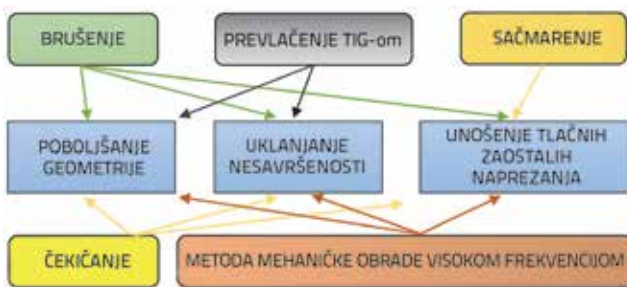 BRUŠENJE
PREVLAČENJE TIG-om
SAČMARENJE
POBOLJŠANJE
GEOMETRIJE
UKLANJANJE
NESAVRŠENOSTI
UNOŠENJE TLAČNIH
ZAOSTALIH
NAPREZANJA
ČEKIČANJE
METODA MEHANIČKE OBRADE VISOKOM FREKVENCIJOM